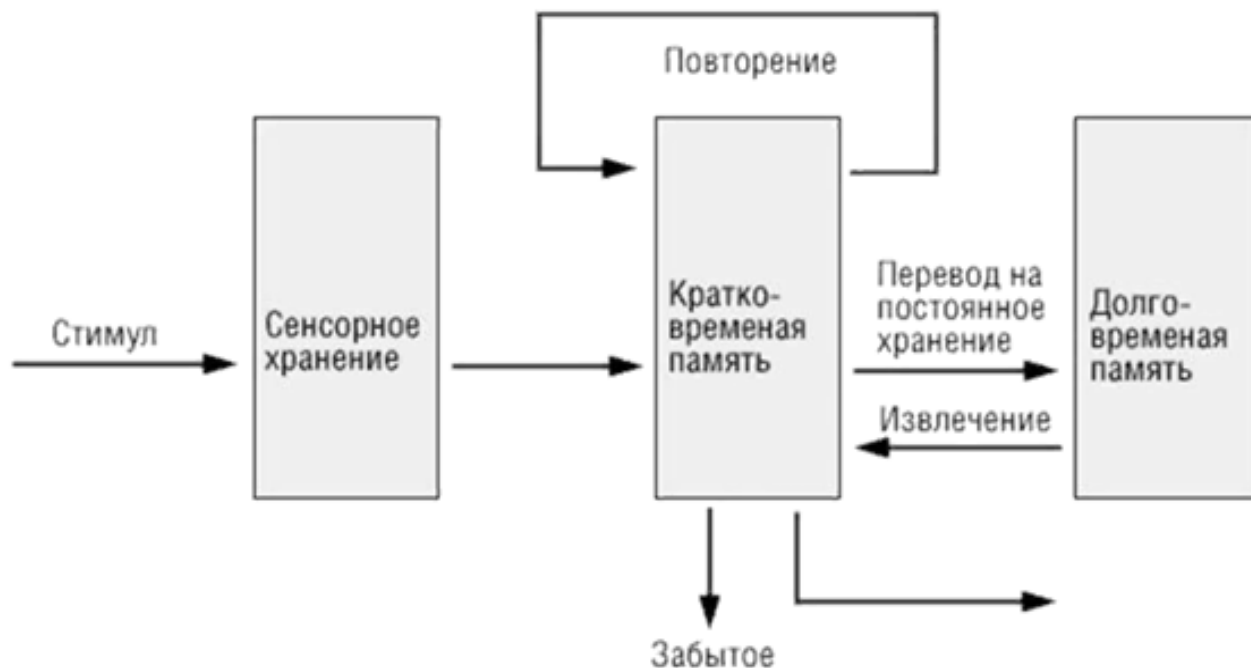 Повторение
Стимул
Сенсорное
хранение
Кратко-
временая
память
Перевод на
постоянное
хранение
Извлечение
Долго-
временая
память
Забытое